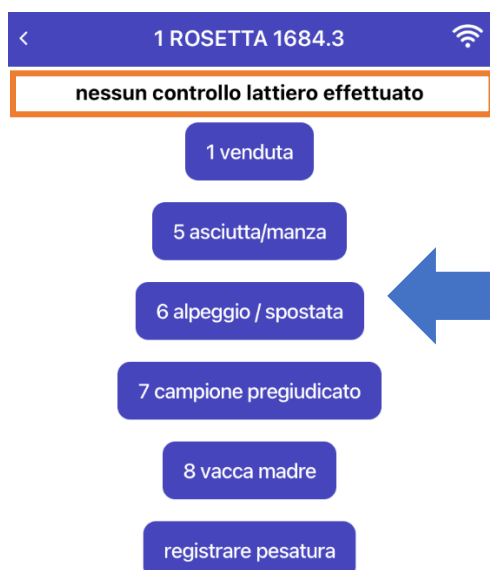 1 ROSETTA 1684.3
nessun controllo lattiero effettuato
1 venduta
5 asciutta/manza
6 alpeggio / spostata
7 campione pregiudicato
8 vacca madre
registrare pesatura